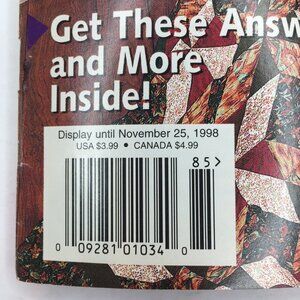 Get These Answ
and More
Inside!
Display until November 25, 1998
USA $3.99 • CANADA $4.99
85>
0 09281 01034 0